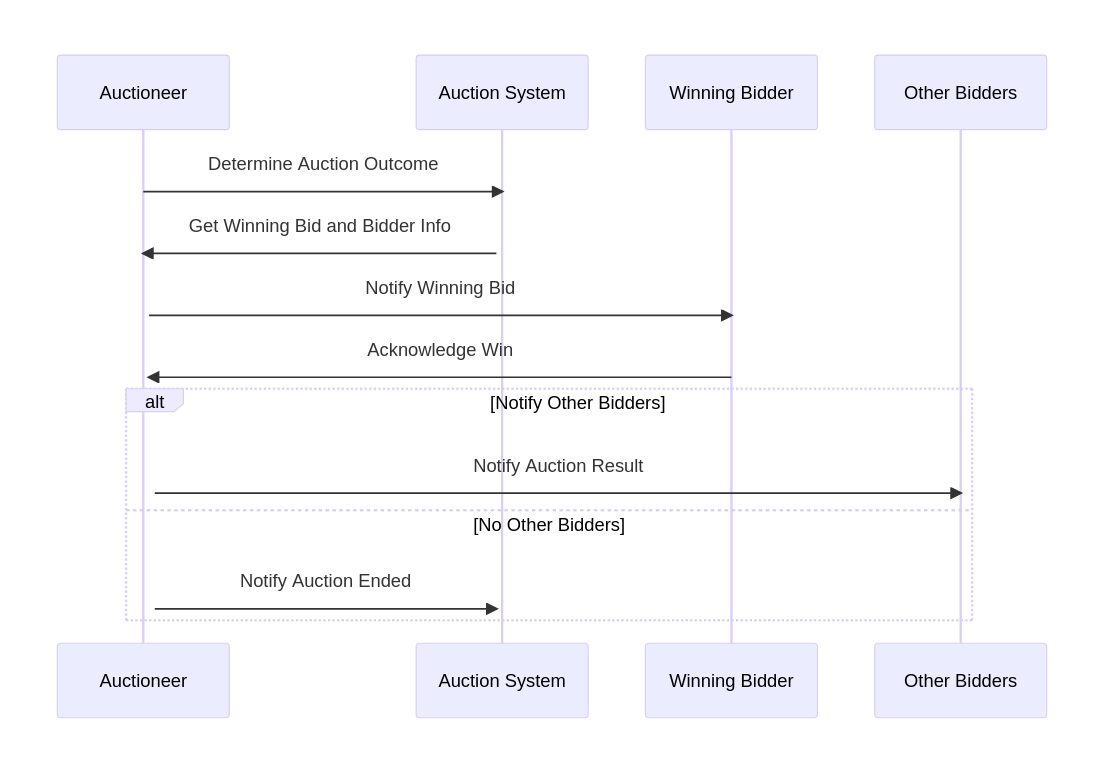 Auctioneer
Auction System
Winning Bidder
Other Bidders
Determine Auction Outcome
Get Winning Bid and Bidder Info
Notify Winning Bid
Acknowledge Win
alt
[Notify Other Bidders]
Notify Auction Result
[No Other Bidders]
Notify Auction Ended
Auctioneer
Auction System
Winning Bidder
Other Bidders